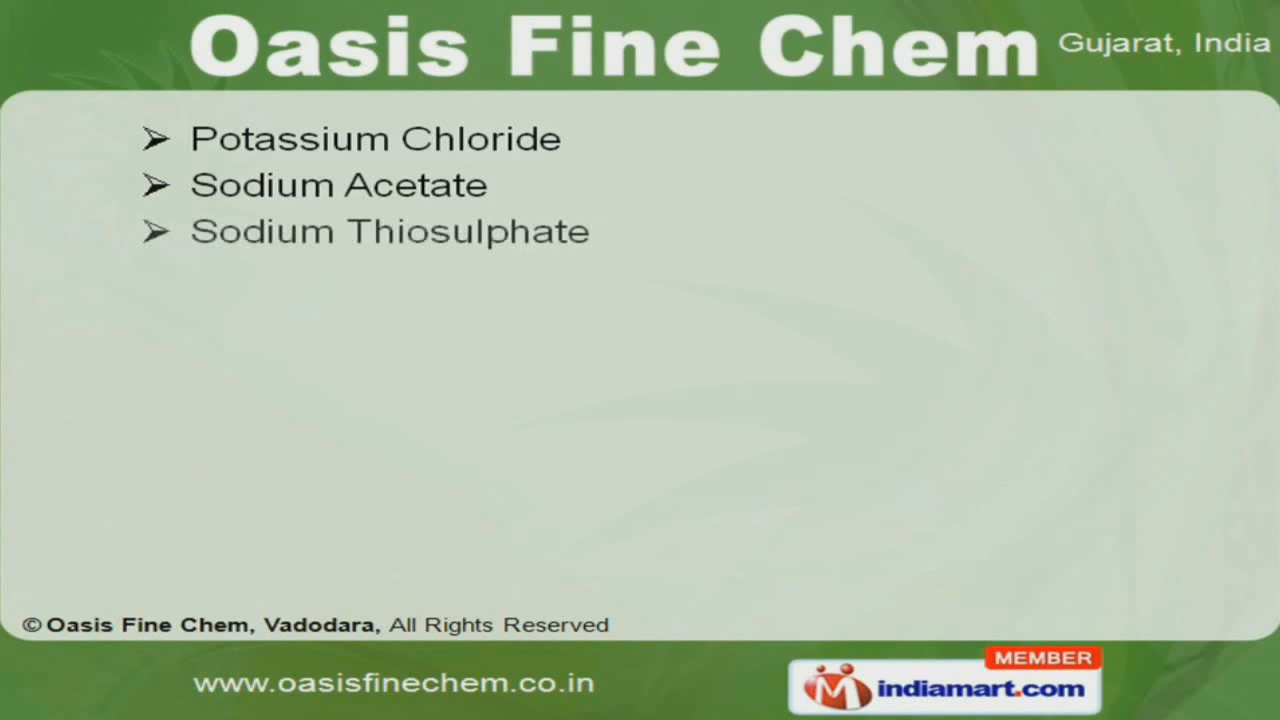 Oasis Fine Chem
Gujarat, India
➢ Potassium Chloride
➢ Sodium Acetate
➢ Sodium Thiosulphate
© Oasis Fine Chem, Vadodara, All Rights Reserved
www.oasisfinechem.co.in
MEMBER
indiamart.com